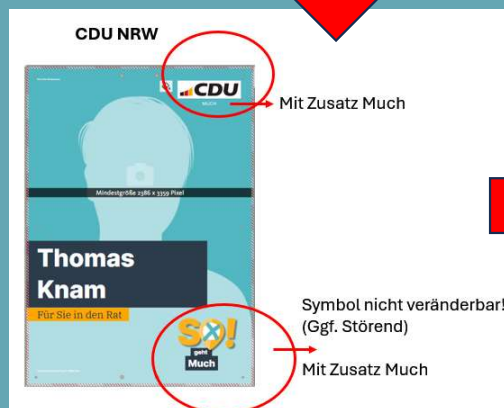 CDU NRW
CDU
MUCH
Mit Zusatz Much
Mindestgröße 2386 x 3359 Pixel
Thomas
Knam
Für Sie in den Rat
SO!
geht
Much
Symbol nicht veränderbar!
(Ggf. Störend)
Mit Zusatz Much